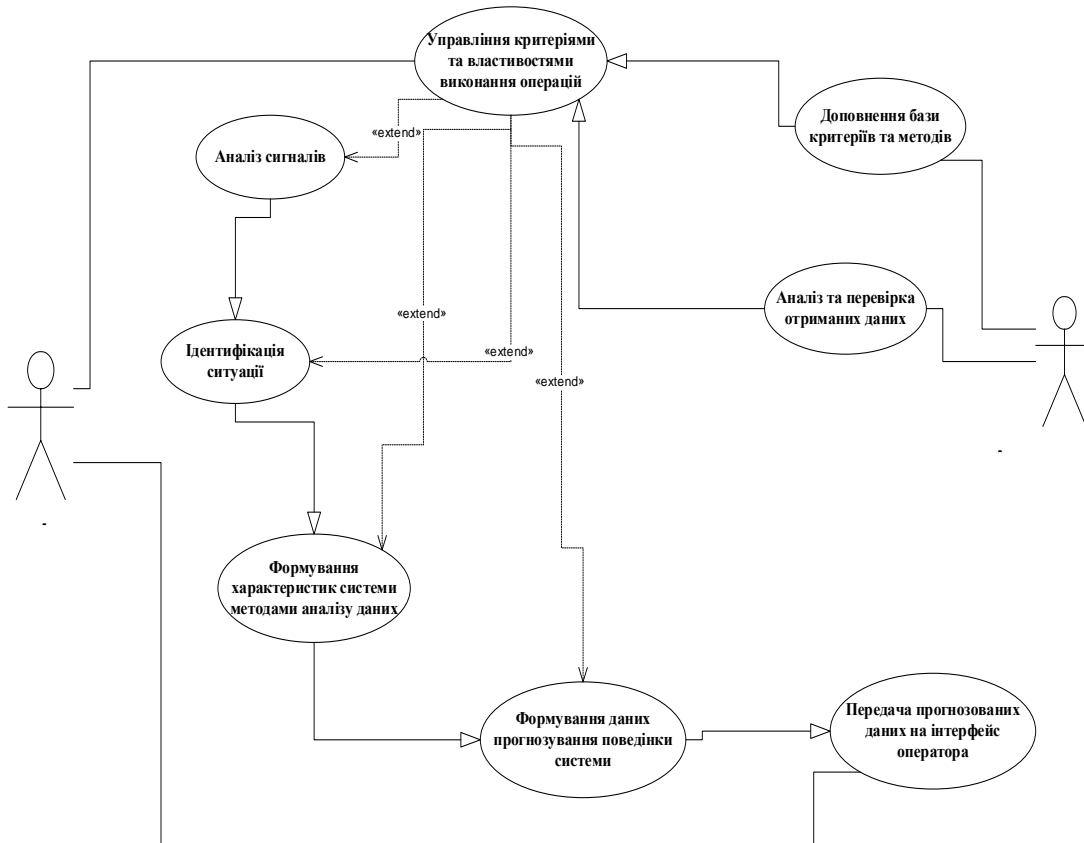 Управління критеріями
та властивостями
виконання операцій
Доповнення бази
критеріїв та методів
«extend»
Аналіз сигналів
Аналіз та перевірка
отриманих даних
«extend»
Ідентифікація
ситуації
«extend»
«extend»
-
-
Формування
характеристик системи
методами аналізу даних
Формування даних
прогнозування поведінки
системи
Передача прогнозованих
даних на інтерфейс
оператора